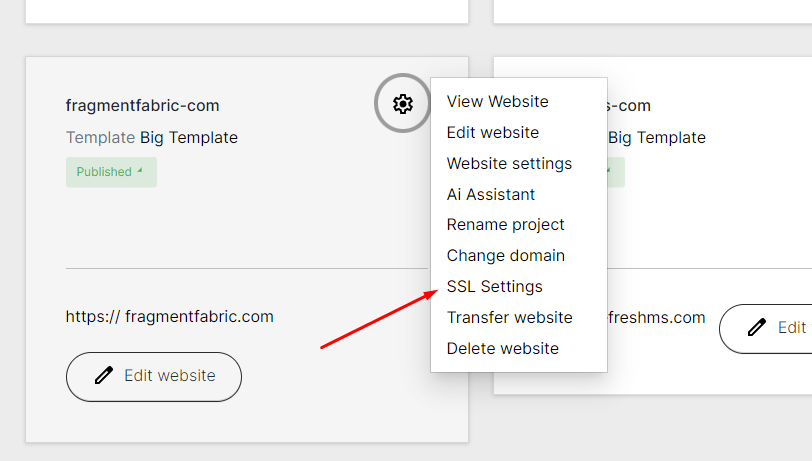 fragmentfabric-com
Template Big Template
Published
https:// fragmentfabric.com
Edit website
View Website
Edit website
Website settings
Ai Assistant
Rename project
Change domain
SSL Settings
Transfer website
Delete website
s-com
Big Template
efreshms.com
Edit